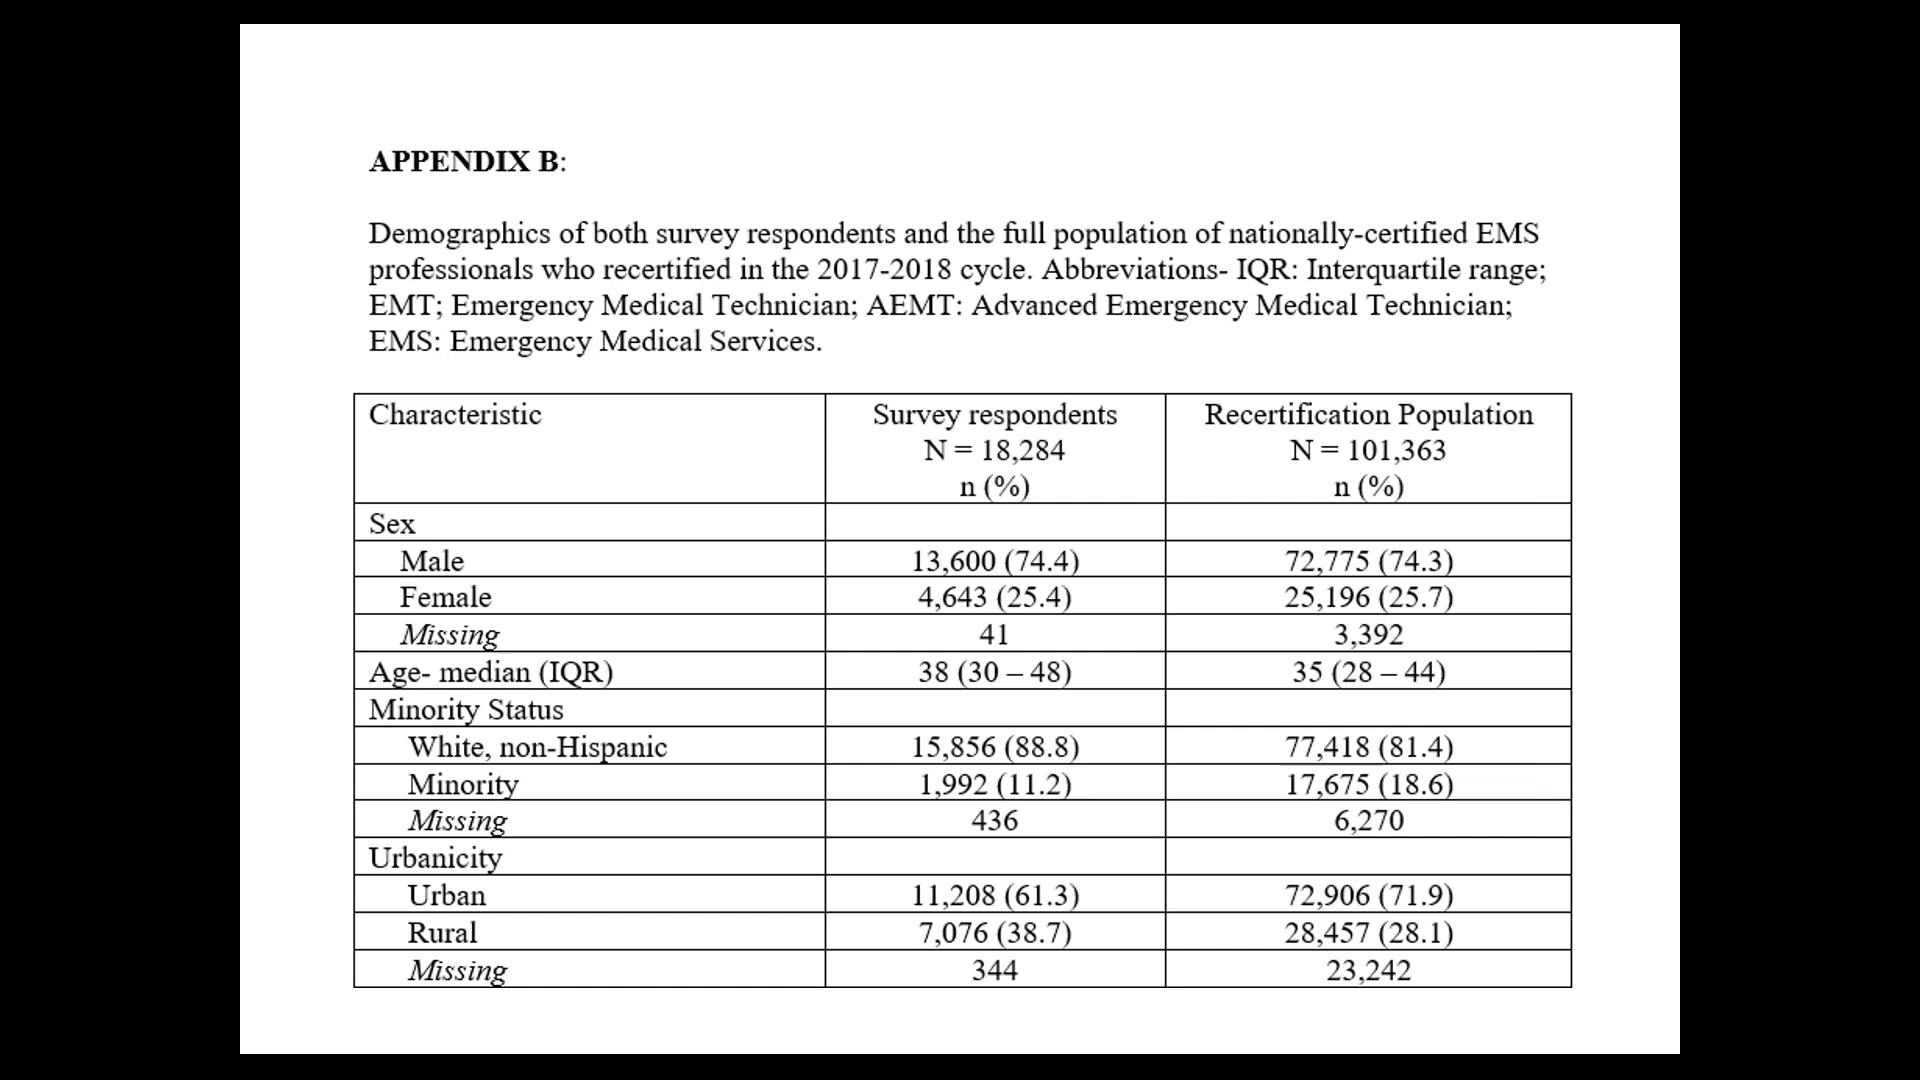 APPENDIX B:
Demographics of both survey respondents and the full population of nationally-certified EMS
professionals who recertified in the 2017-2018 cycle. Abbreviations- IQR: Interquartile range;
EMT; Emergency Medical Technician; AEMT: Advanced Emergency Medical Technician;
EMS: Emergency Medical Services.
Characteristic Survey respondents Recertification Population
N = 18,284 N = 101,363
n (%) n (%)
Sex
Male 13,600 (74.4) 72,775 (74.3)
Female 4,643 (25.4) 25,196 (25.7)
Missing 41 3,392
Age- median (IQR) 38 (30 – 48) 35 (28 – 44)
Minority Status
White, non-Hispanic 15,856 (88.8) 77,418 (81.4)
Minority 1,992 (11.2) 17,675 (18.6)
Missing 436 6,270
Urbanicity
Urban 11,208 (61.3) 72,906 (71.9)
Rural 7,076 (38.7) 28,457 (28.1)
Missing 344 23,242